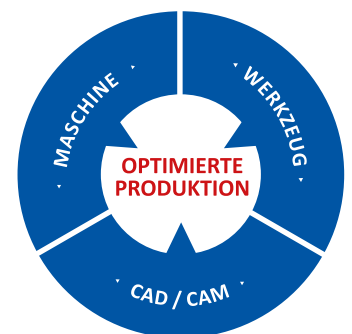 MASCHINE
WERKZEUG
OPTIMIERTE
PRODUKTION
CAD / CAM